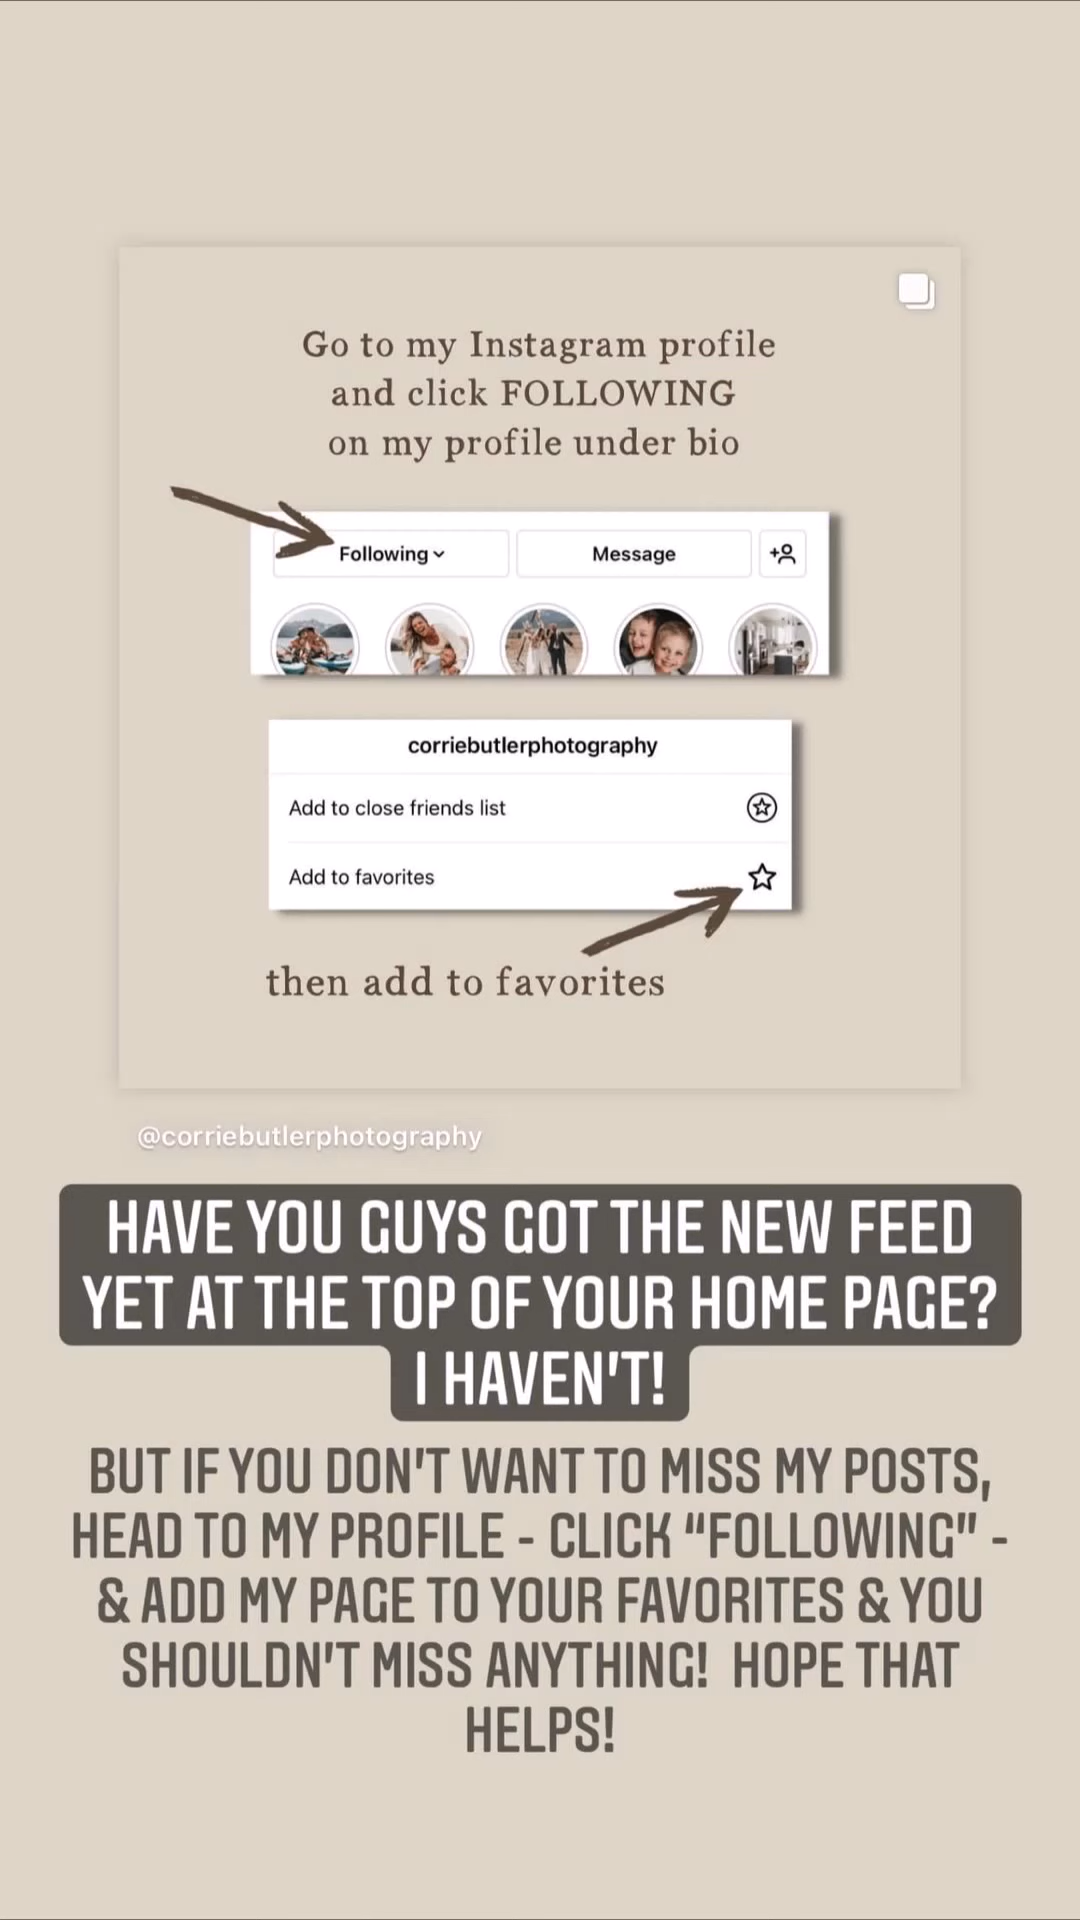 Go to my Instagram profile
and click FOLLOWING
on my profile under bio
Following
Message
corriebutlerphotography
Add to close friends list
Add to favorites
then add to favorites
@corriebutlerphotography
HAVE YOU GUYS GOT THE NEW FEED
YET AT THE TOP OF YOUR HOME PAGE?
I HAVEN'T!
BUT IF YOU DON'T WANT TO MISS MY POSTS,
HEAD TO MY PROFILE - CLICK "FOLLOWING" -
& ADD MY PAGE TO YOUR FAVORITES & YOU
SHOULDN'T MISS ANYTHING! HOPE THAT
HELPS!